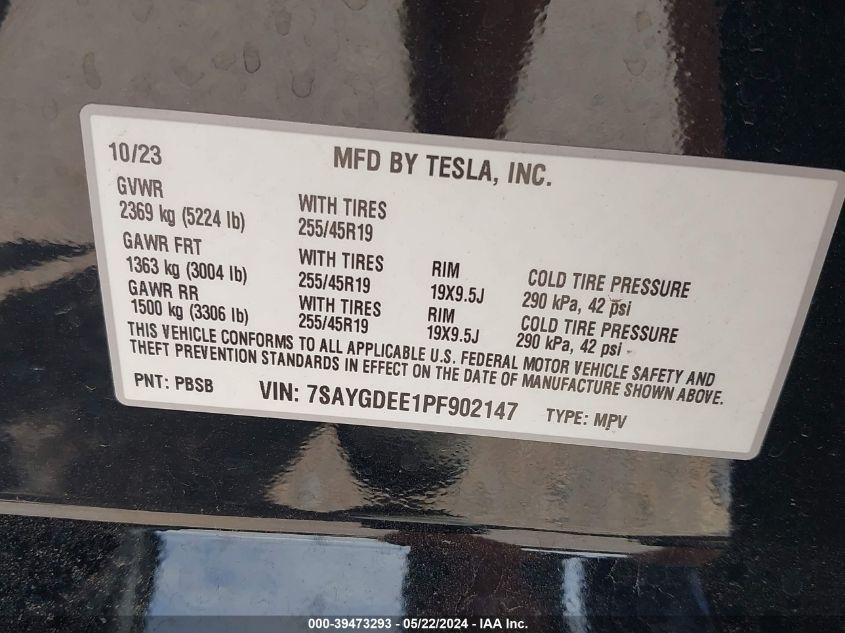 10/23 MFD BY TESLA, INC.
GVWR
2369 kg (5224 lb) WITH TIRES 255/45R19
GAWR FRT
1363 kg (3004 lb) WITH TIRES 255/45R19 RIM 19X9.5J COLD TIRE PRESSURE 290 kPa, 42 psi
GAWR RR
1500 kg (3306 lb) WITH TIRES 255/45R19 RIM 19X9.5J COLD TIRE PRESSURE 290 kPa, 42 psi
THIS VEHICLE CONFORMS TO ALL APPLICABLE U.S. FEDERAL MOTOR VEHICLE SAFETY AND
THEFT PREVENTION STANDARDS IN EFFECT ON THE DATE OF MANUFACTURE SHOWN ABOVE.
PNT: PBSB VIN: 7SAYGDEE1PF902147 TYPE: MPV
000-39473293 - 05/22/2024 - IAA Inc.